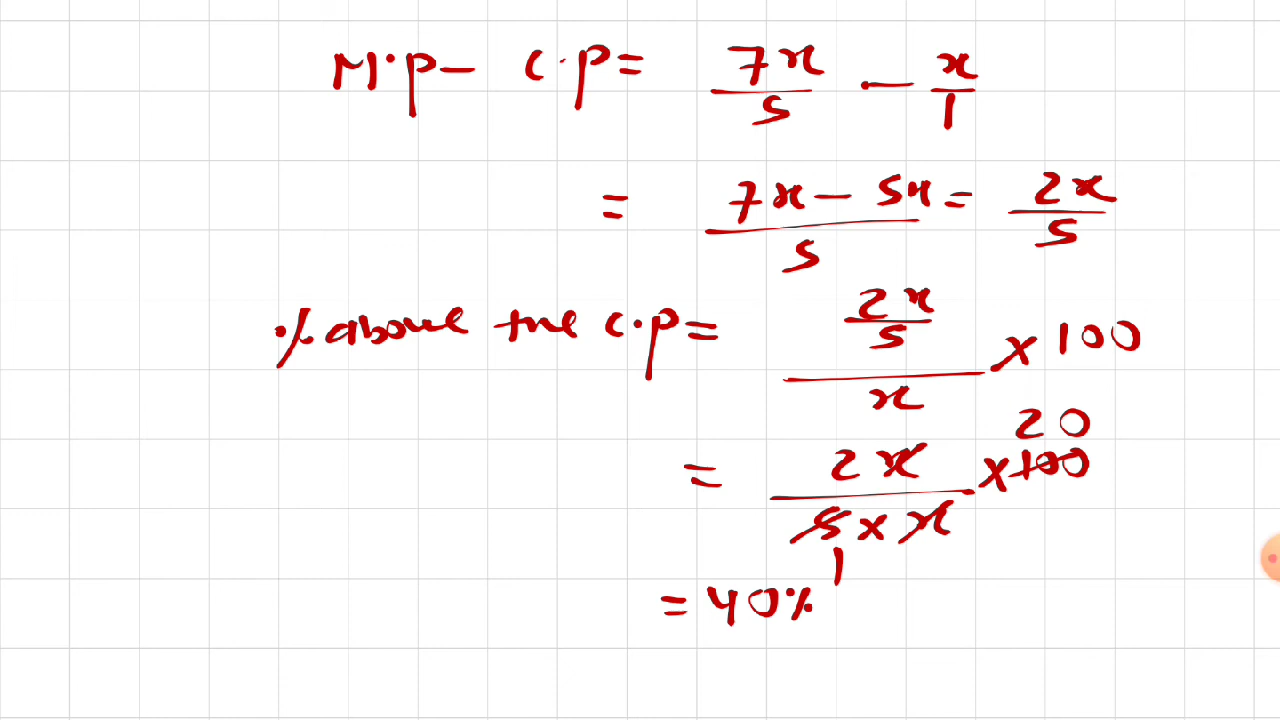 M.p - C.p = 7x/5 - x/1
= 7x - 5x/5 = 2x/5
% above the C.p = 2x/5/x × 100
= 2x/5 × x × 100 20
1
= 40%